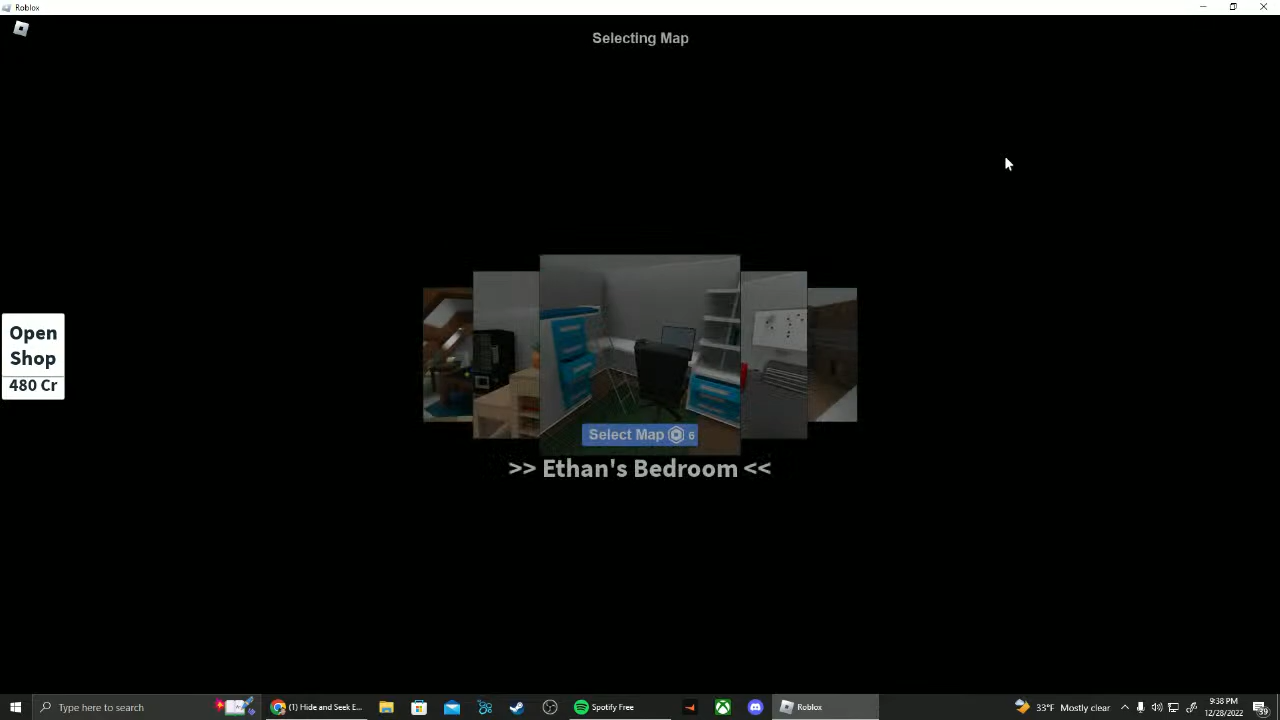 Roblox
Selecting Map
Open
Shop
480 Cr
Select Map 6
>> Ethan's Bedroom <<
Type here to search
(1) Hide and Seek E...
Spotify Free
Roblox
33°F Mostly clear
9:38 PM
12/28/2022